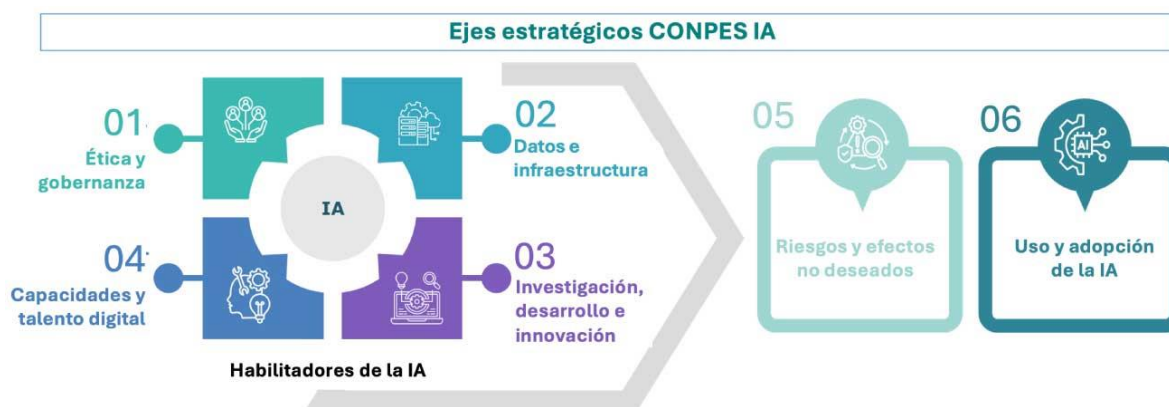 Ejes estratégicos CONPES IA
01
Ética y
gobernanza
02
Datos e
infraestructura
IA
04
Capacidades y
talento digital
03
Investigación,
desarrollo e
innovación
Habilitadores de la IA
05
Riesgos y efectos
no deseados
06
AI
Uso y adopción
de la IA